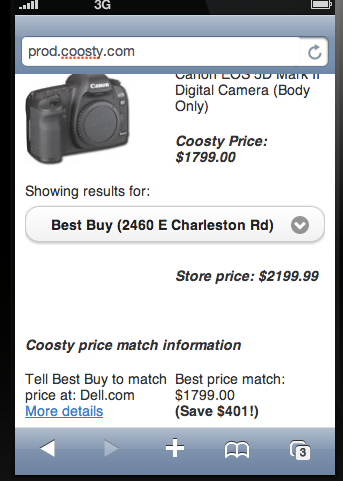 3G
prod.coosty.com
Canon EOS 5D Mark II
Digital Camera (Body
Only)
Canon
Coosty Price:
$1799.00
Showing results for:
Best Buy (2460 E Charleston Rd)
Store price: $2199.99
Coosty price match information
Tell Best Buy to match
price at: Dell.com
More details
Best price match:
$1799.00
(Save $401!)
3